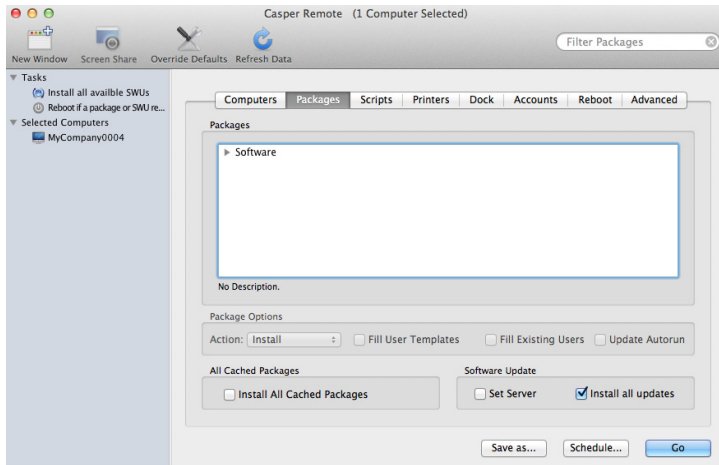 Casper Remote (1 Computer Selected)
New Window Screen Share Override Defaults Refresh Data
Filter Packages
Tasks
Install all availble SWUs
Reboot if a package or SWU re...
Selected Computers
MyCompany0004
Computers Packages Scripts Printers Dock Accounts Reboot Advanced
Packages
Software
No Description.
Package Options
Action: Install Fill User Templates Fill Existing Users Update Autorun
All Cached Packages
Install All Cached Packages
Software Update
Set Server Install all updates
Save as... Schedule... Go